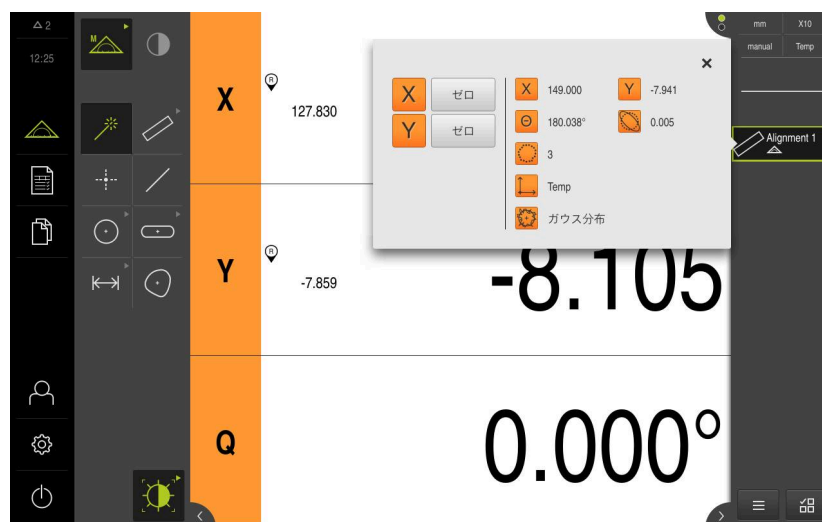 2
12:25
M
X
R
127.830
Y
R
-7.859
-8.105
Q
0.000°
X ゼロ
Y ゼロ
X 149.000
Y -7.941
Θ 180.038°
0.005
3
Temp
ガウス分布
mm X10
manual Temp
Alignment 1